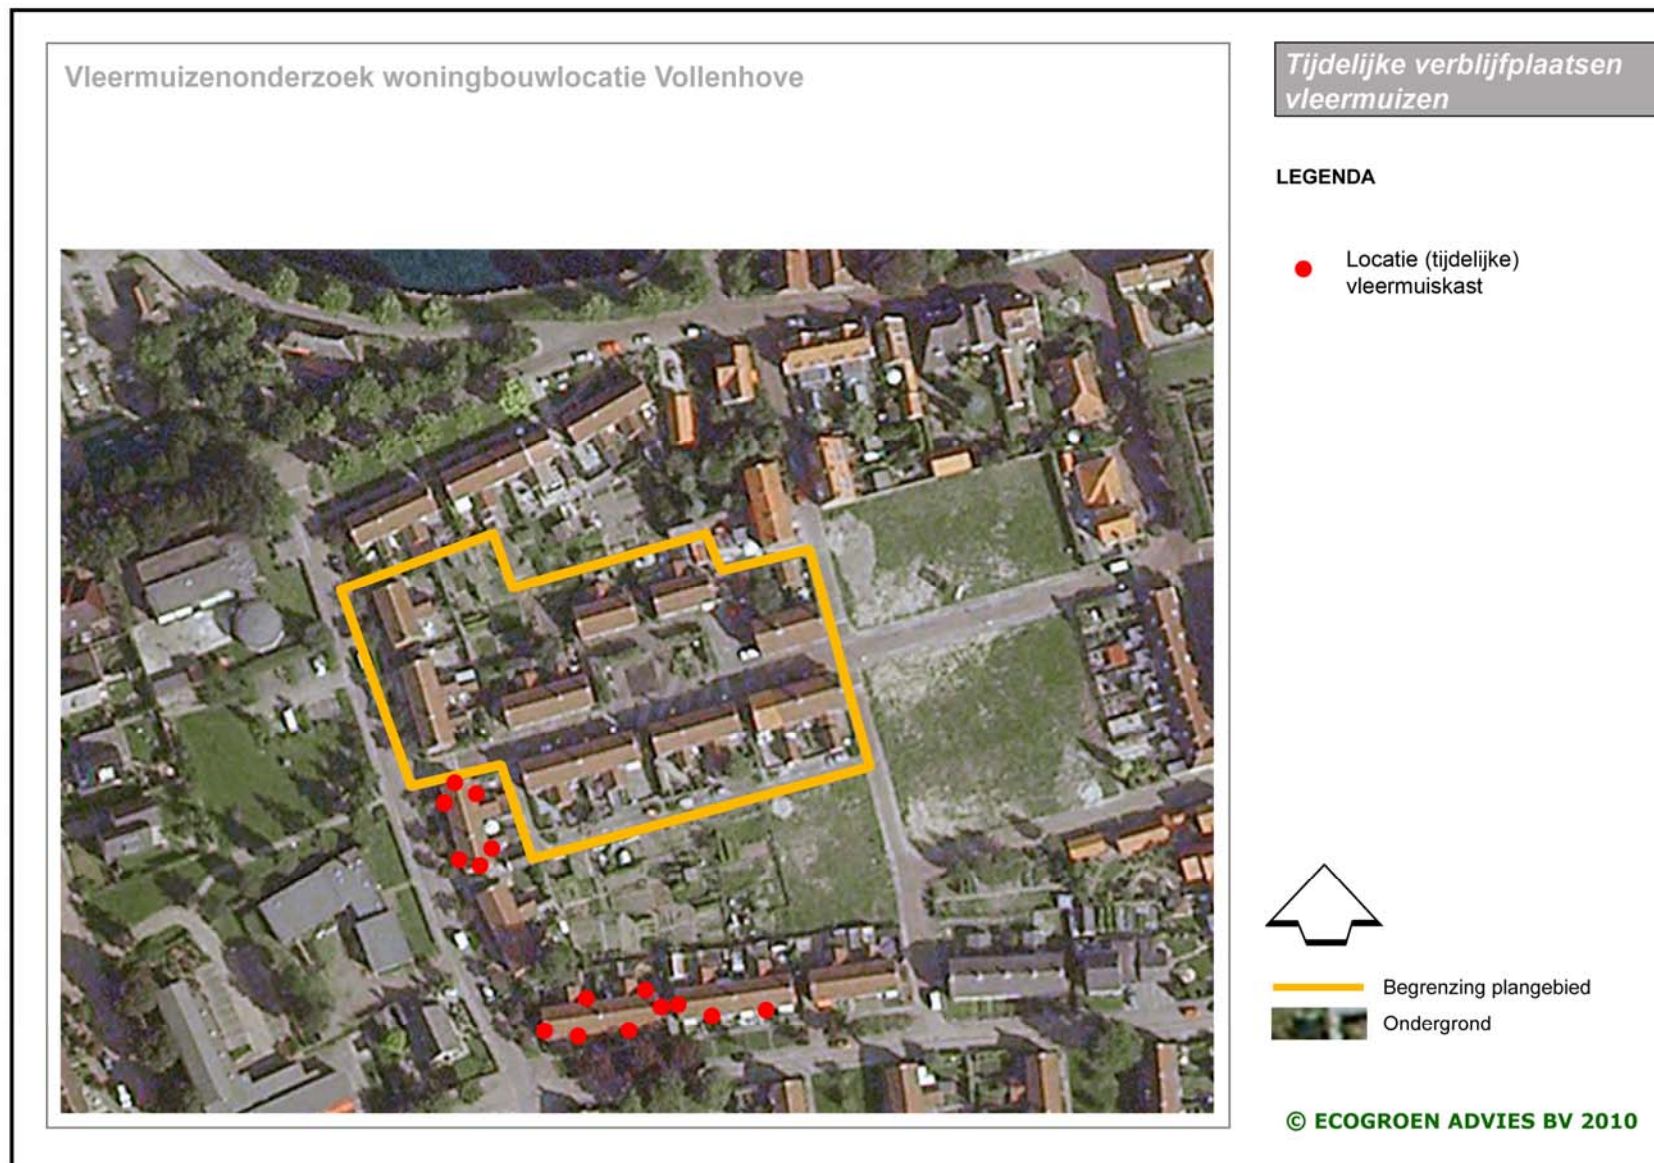 Vleermuizenonderzoek woningbouwlocatie Vollenhove
Tijdelijke verblijfplaatsen
vleermuizen
LEGENDA
Locatie (tijdelijke)
vleermuiskast
Begrenzing plangebied
Ondergrond
© ECOGROEN ADVIES BV 2010